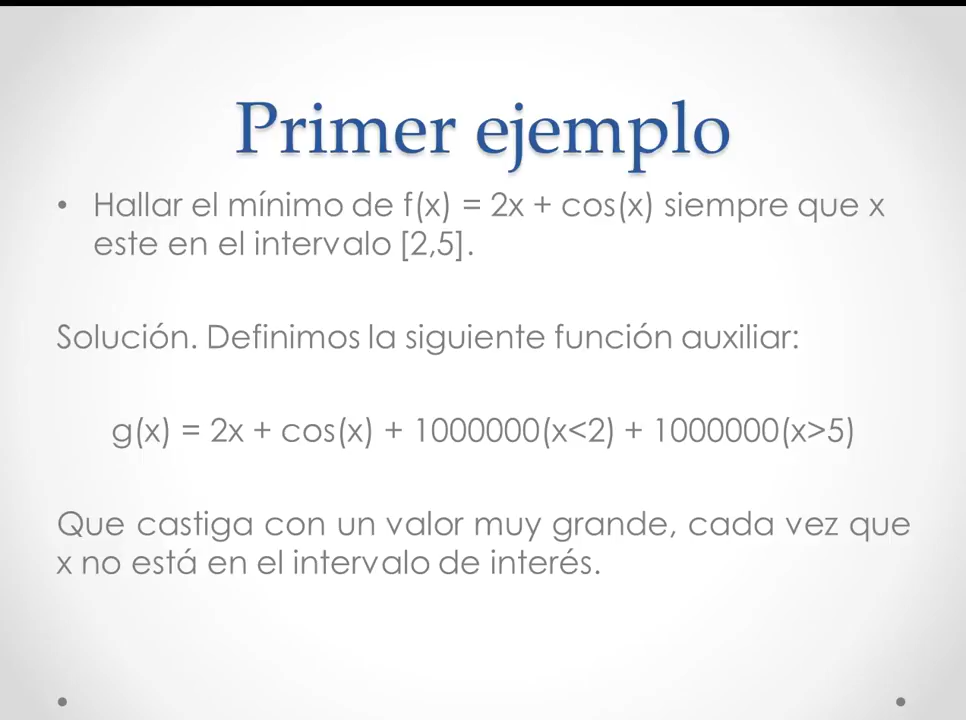 Primer ejemplo
• Hallar el mínimo de f(x) = 2x + cos(x) siempre que x
este en el intervalo [2,5].
Solución. Definimos la siguiente función auxiliar:
g(x) = 2x + cos(x) + 1000000(x<2) + 1000000(x>5)
Que castiga con un valor muy grande, cada vez que
x no está en el intervalo de interés.